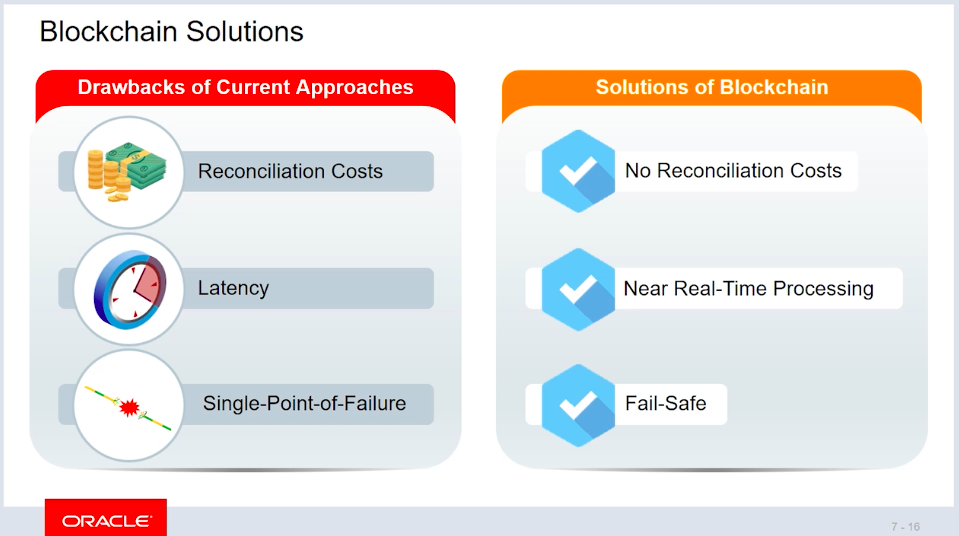 Blockchain Solutions
Drawbacks of Current Approaches
Reconciliation Costs
Latency
Single-Point-of-Failure
Solutions of Blockchain
No Reconciliation Costs
Near Real-Time Processing
Fail-Safe
ORACLE
7 - 16